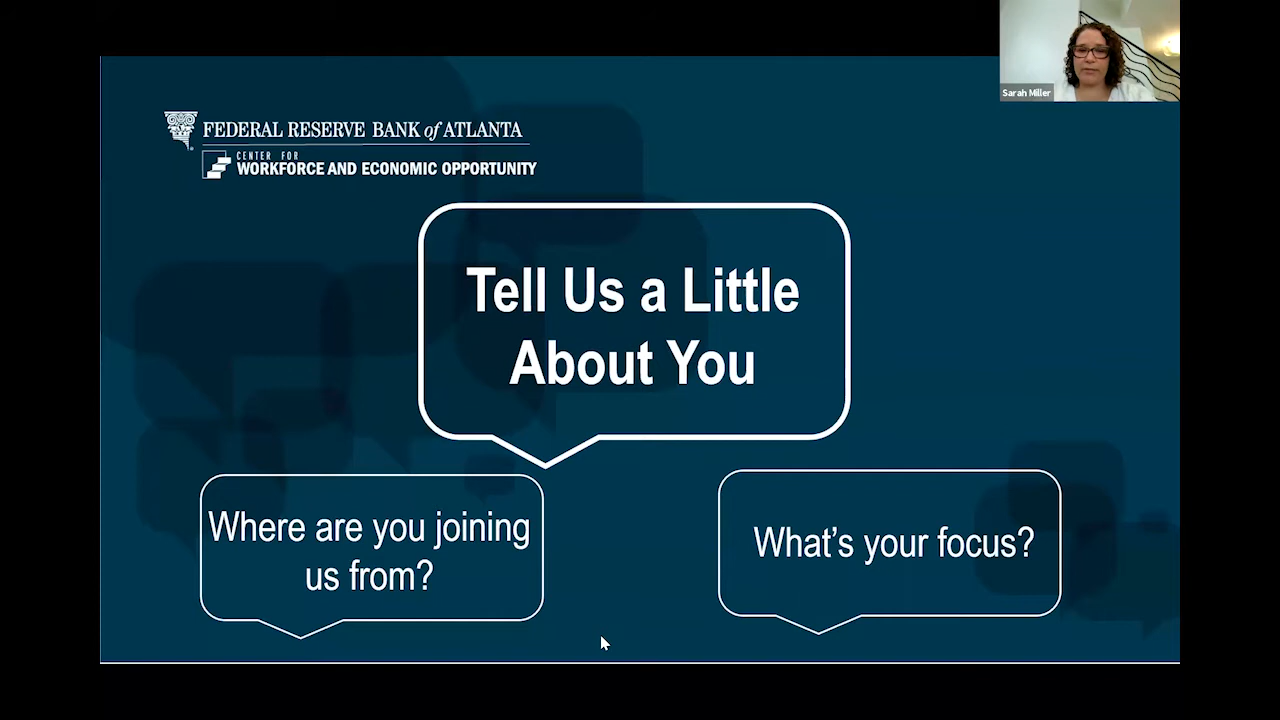 Sarah Miller
FEDERAL RESERVE BANK of ATLANTA
CENTER FOR
WORKFORCE AND ECONOMIC OPPORTUNITY
Tell Us a Little
About You
Where are you joining
us from?
What's your focus?